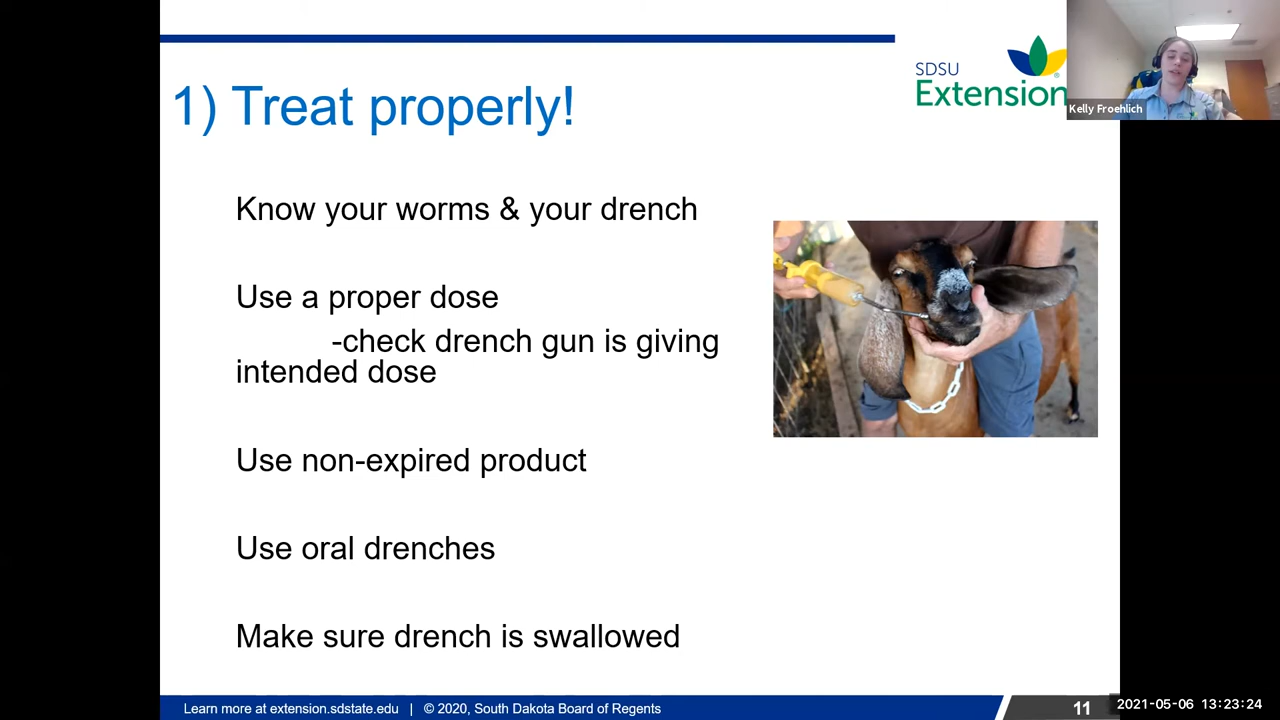 1) Treat properly!
SDSU
Extension
Kelly Froehlich
Know your worms & your drench
Use a proper dose
-check drench gun is giving
intended dose
Use non-expired product
Use oral drenches
Make sure drench is swallowed
Learn more at extension.sdstate.edu | © 2020, South Dakota Board of Regents
11
2021-05-06 13:23:24